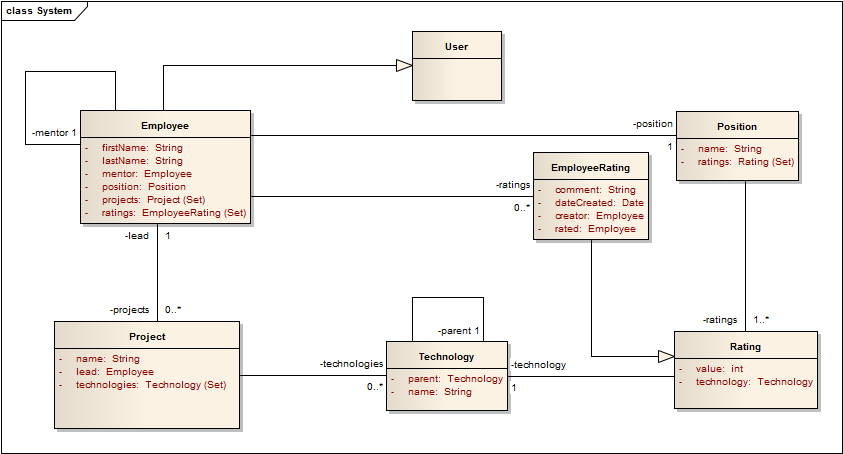 class System
User
-mentor 1
Employee
- firstName: String
- lastName: String
- mentor: Employee
- position: Position
- projects: Project (Set)
- ratings: EmployeeRating (Set)
-position
1
Position
- name: String
- ratings: Rating (Set)
-ratings
0..*
EmployeeRating
- comment: String
- dateCreated: Date
- creator: Employee
- rated: Employee
-lead 1
-projects 0..*
Project
- name: String
- lead: Employee
- technologies: Technology (Set)
-technologies
0..*
-parent 1
Technology
- parent: Technology
- name: String
-technology
1
-ratings 1..*
Rating
- value: int
- technology: Technology